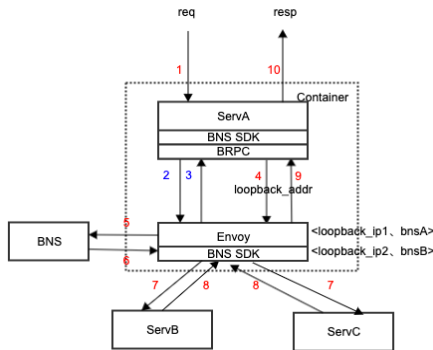 req
resp
1
10
Container
ServA
BNS SDK
BRPC
2
3
4
9
loopback_addr
5
BNS
6
Envoy
BNS SDK
<loopback_ip1、bnsA>
<loopback_ip2、bnsB>
7
8
8
7
ServB
ServC